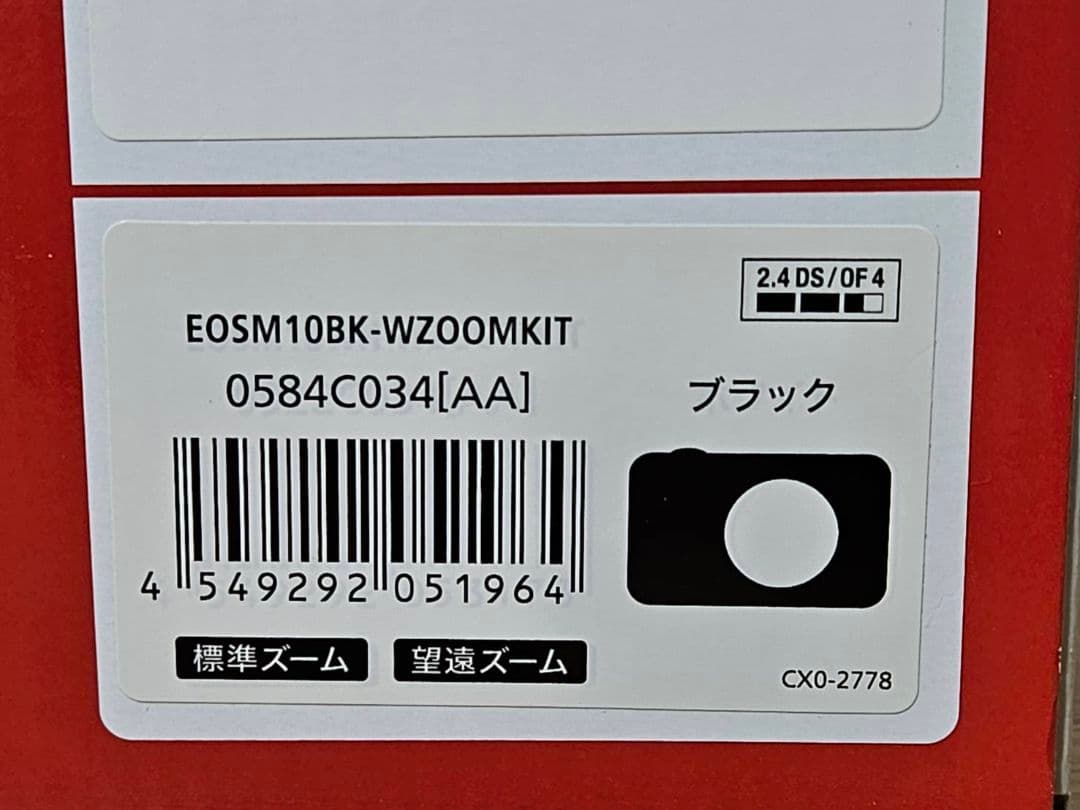 2.4 DS/OF 4
EOSM10BK-WZOOMKIT
0584C034[AA]
ブラック
4 549292 051964
標準ズーム 望遠ズーム
CX0-2778